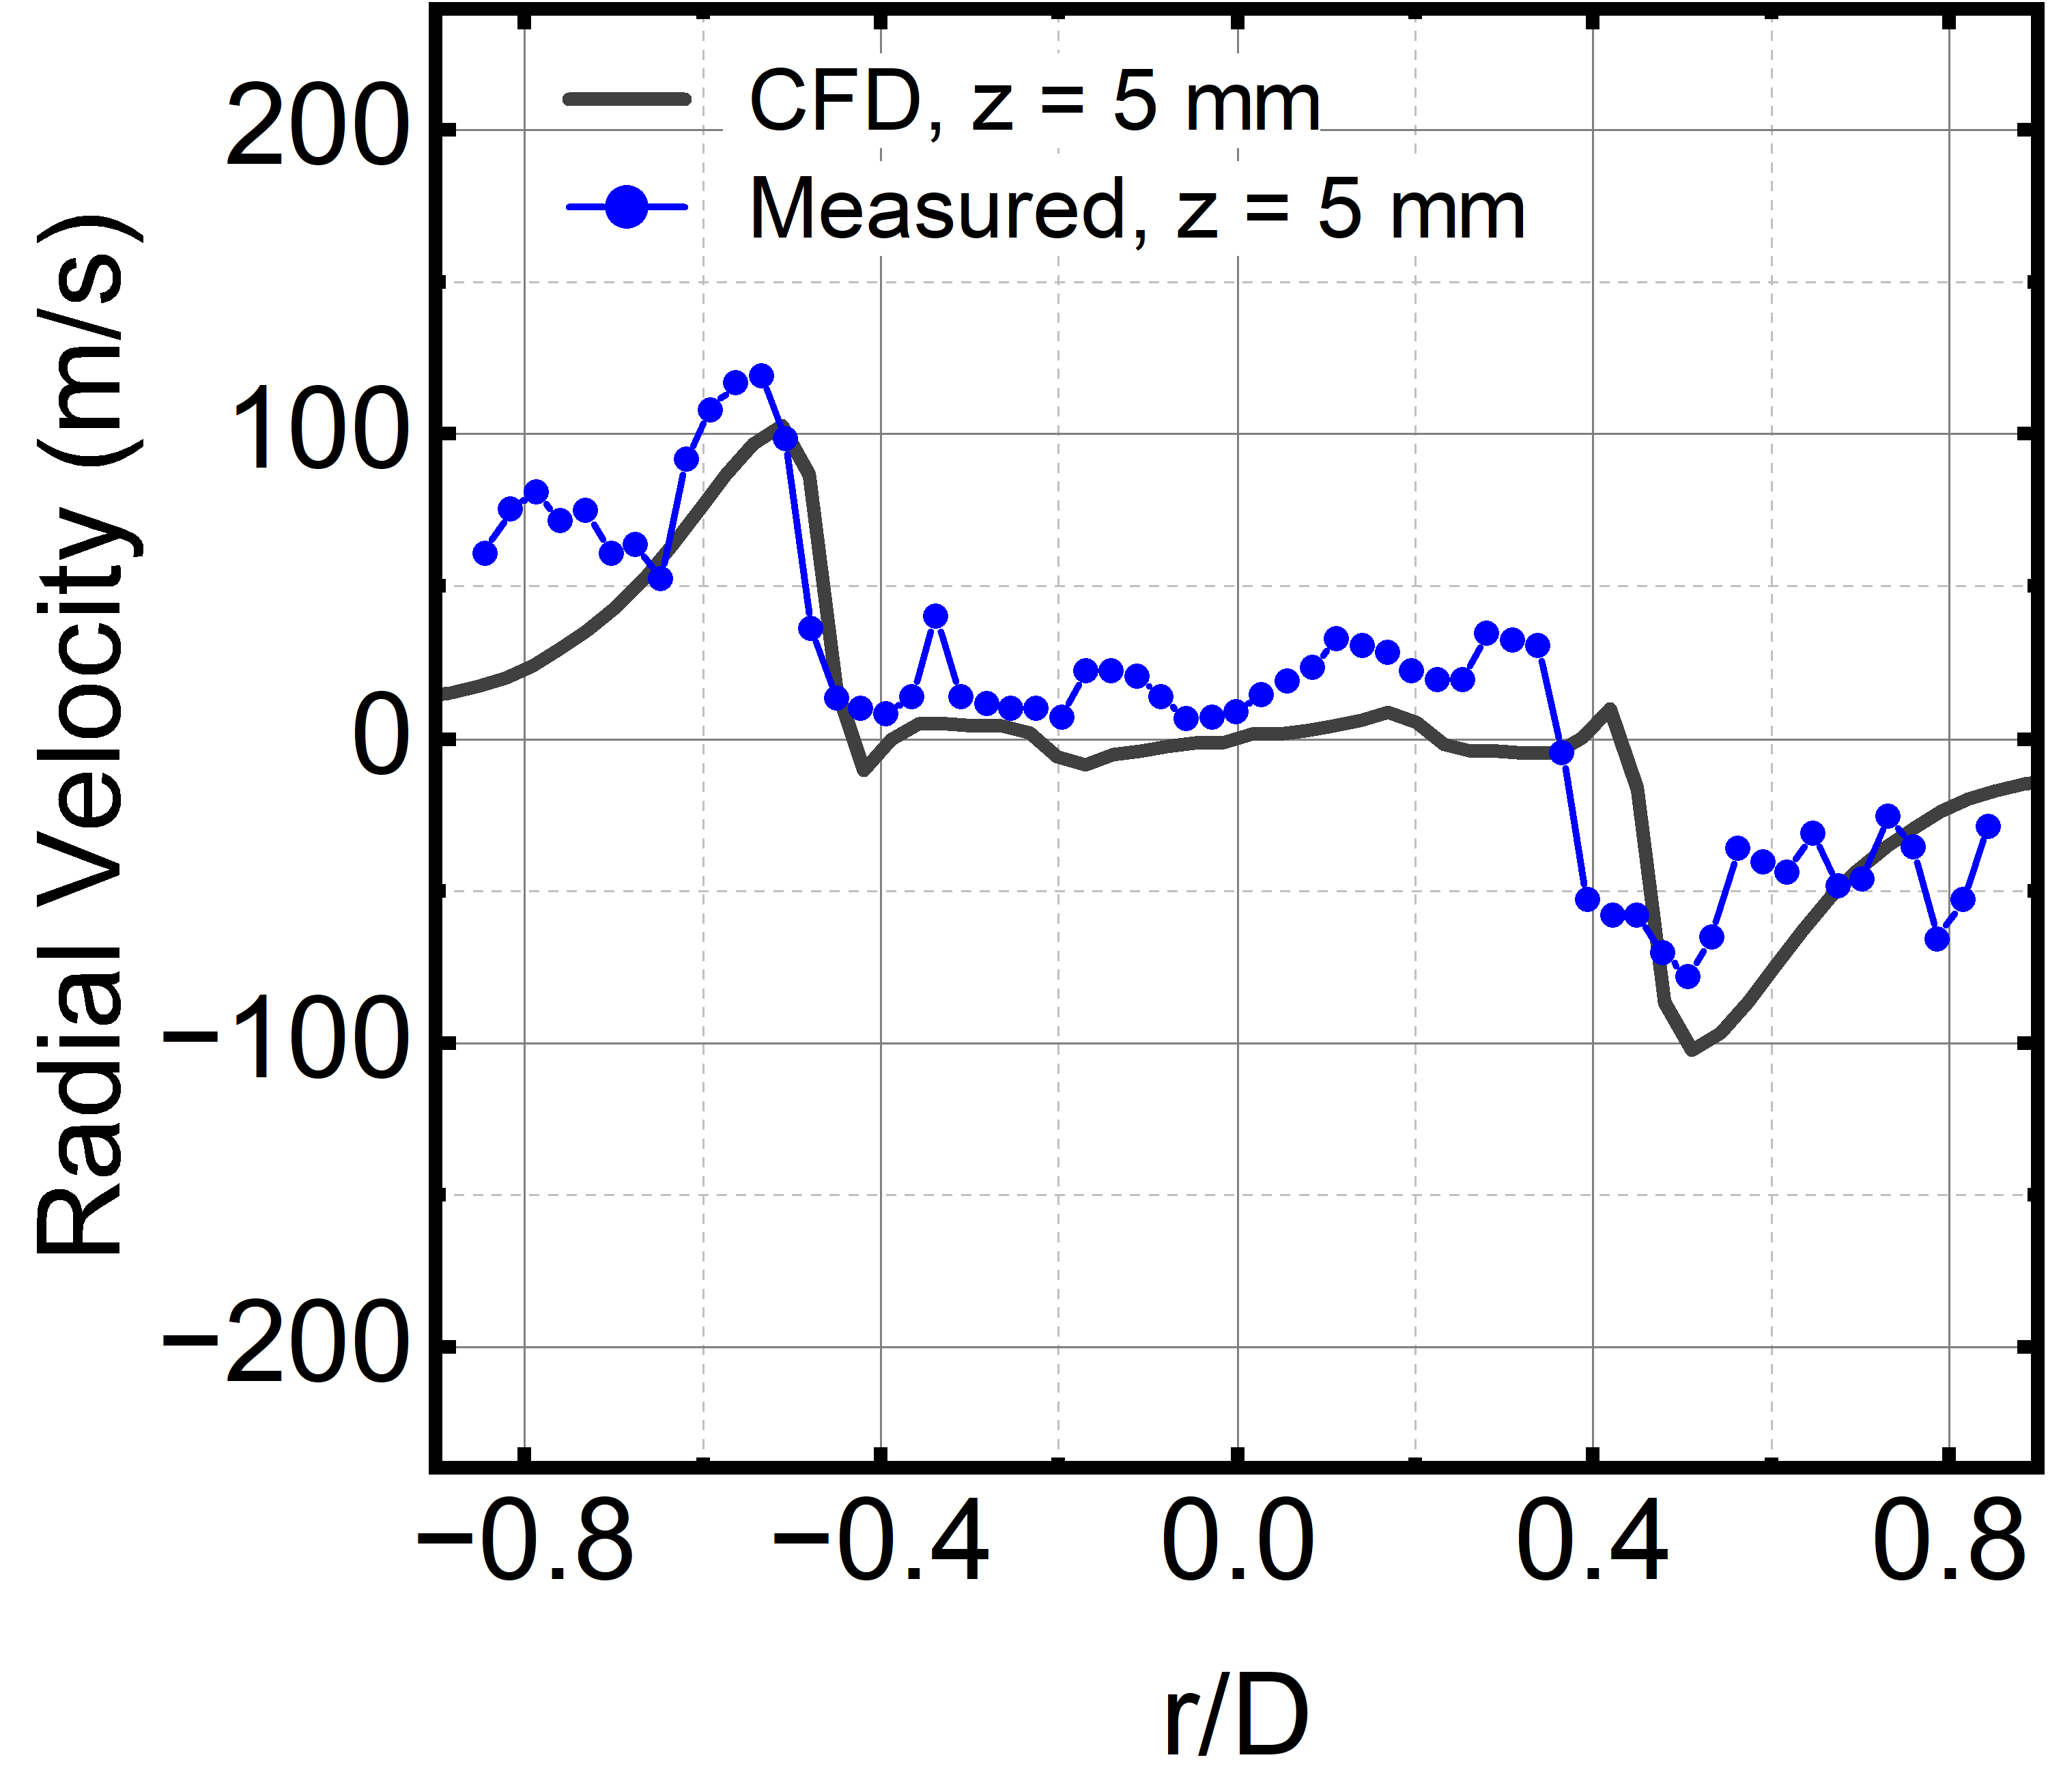 CFD, z = 5 mm
Measured, z = 5 mm
200
100
0
−100
−200
Radial Velocity (m/s)
−0.8 −0.4 0.0 0.4 0.8
r/D